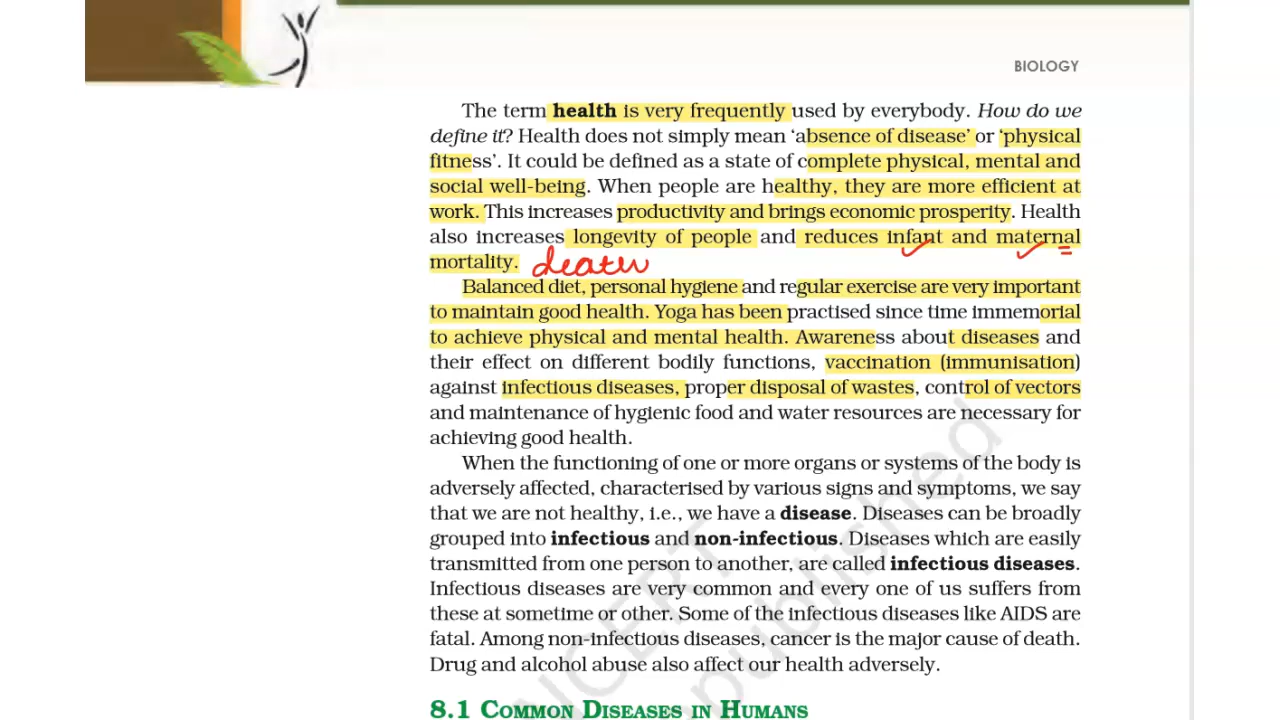 BIOLOGY
The term health is very frequently used by everybody. How do we
define it? Health does not simply mean ‘absence of disease’ or ‘physical
fitness’. It could be defined as a state of complete physical, mental and
social well-being. When people are healthy, they are more efficient at
work. This increases productivity and brings economic prosperity. Health
also increases longevity of people and reduces infant and maternal
mortality. death
Balanced diet, personal hygiene and regular exercise are very important
to maintain good health. Yoga has been practised since time immemorial
to achieve physical and mental health. Awareness about diseases and
their effect on different bodily functions, vaccination (immunisation)
against infectious diseases, proper disposal of wastes, control of vectors
and maintenance of hygienic food and water resources are necessary for
achieving good health.
When the functioning of one or more organs or systems of the body is
adversely affected, characterised by various signs and symptoms, we say
that we are not healthy, i.e., we have a disease. Diseases can be broadly
grouped into infectious and non-infectious. Diseases which are easily
transmitted from one person to another, are called infectious diseases.
Infectious diseases are very common and every one of us suffers from
these at sometime or other. Some of the infectious diseases like AIDS are
fatal. Among non-infectious diseases, cancer is the major cause of death.
Drug and alcohol abuse also affect our health adversely.
8.1 COMMON DISEASES IN HUMANS
NCERT
published